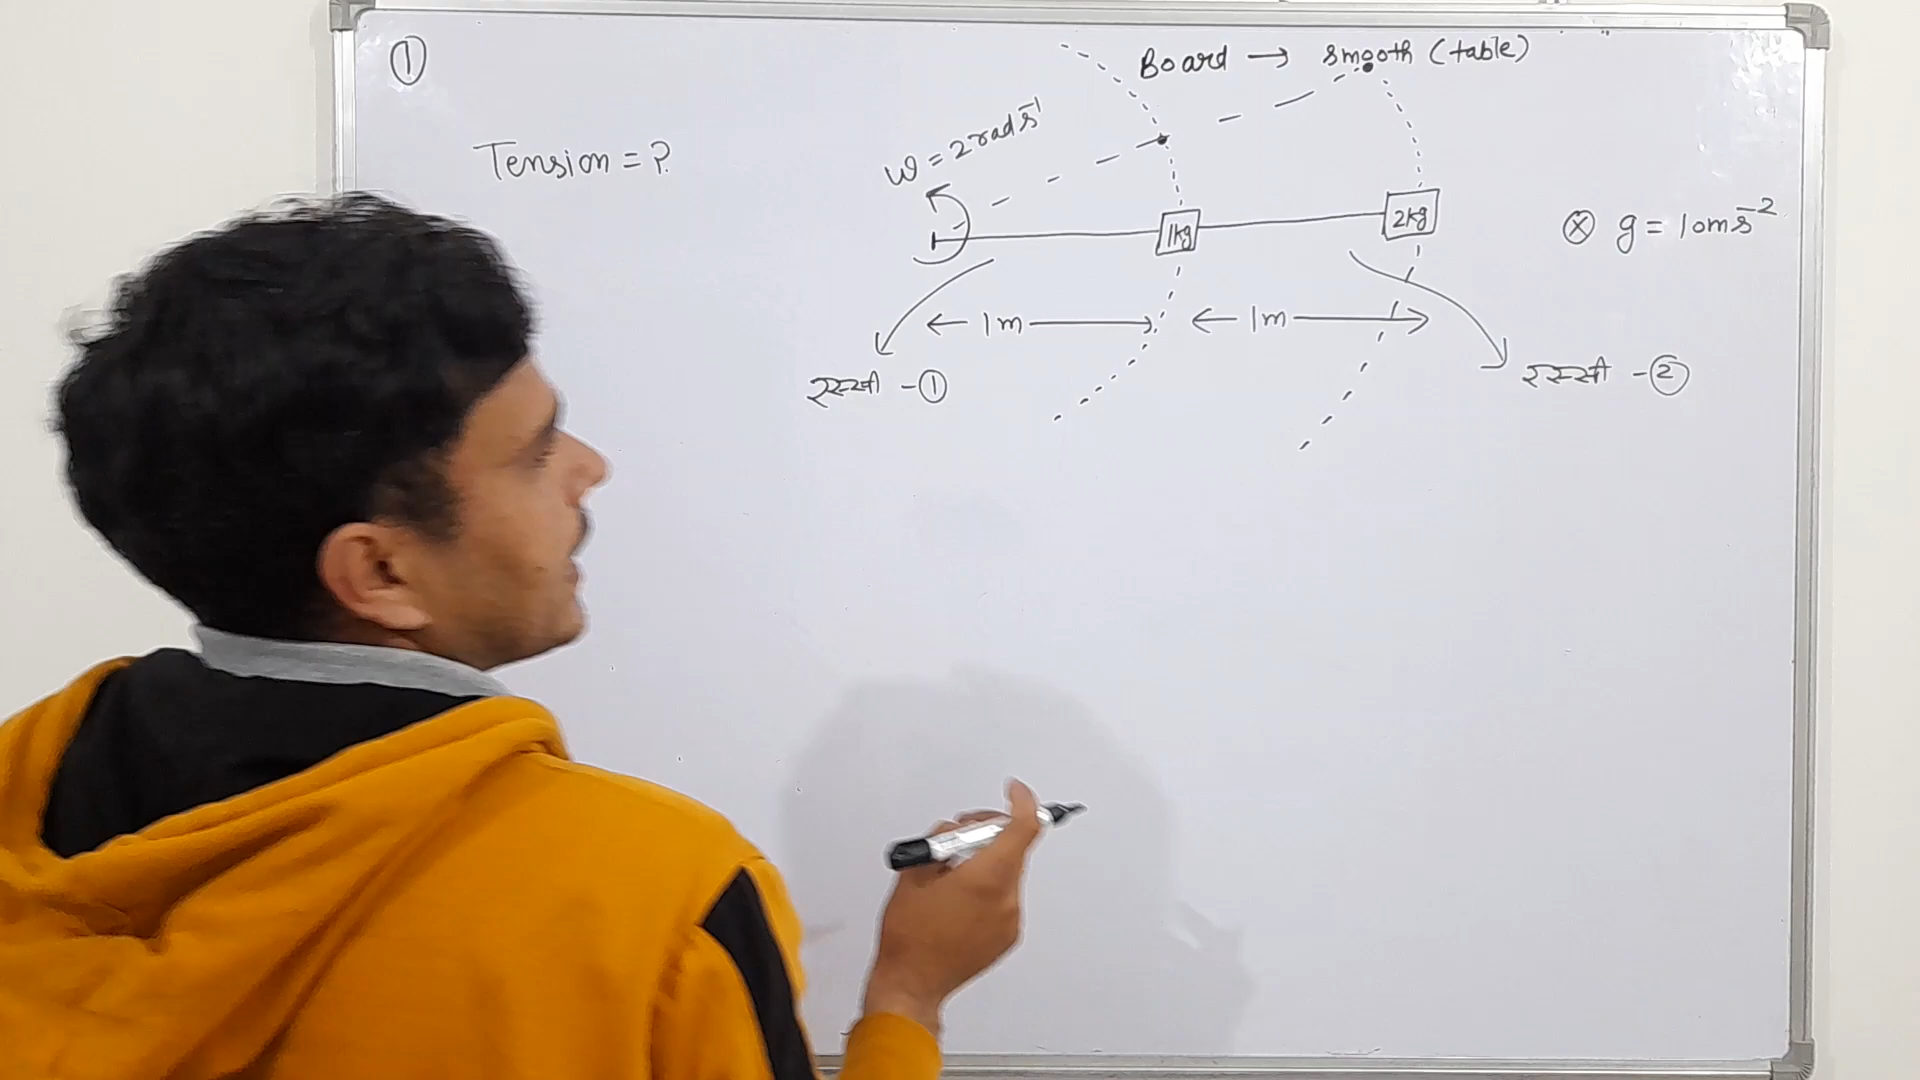 ①
Board → smooth (table)
Tension = ?
ω = 2 rad s⁻¹
1kg
2kg
⊗ g = 10 m s⁻²
1m
1m
रस्सी - ①
रस्सी - ②